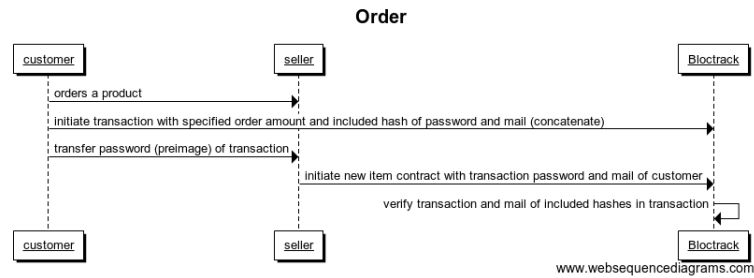 Order
customer
seller
Bloctrack
orders a product
initiate transaction with specified order amount and included hash of password and mail (concatenate)
transfer password (preimage) of transaction
initiate new item contract with transaction password and mail of customer
verify transaction and mail of included hashes in transaction
customer
seller
Bloctrack
www.websequencediagrams.com